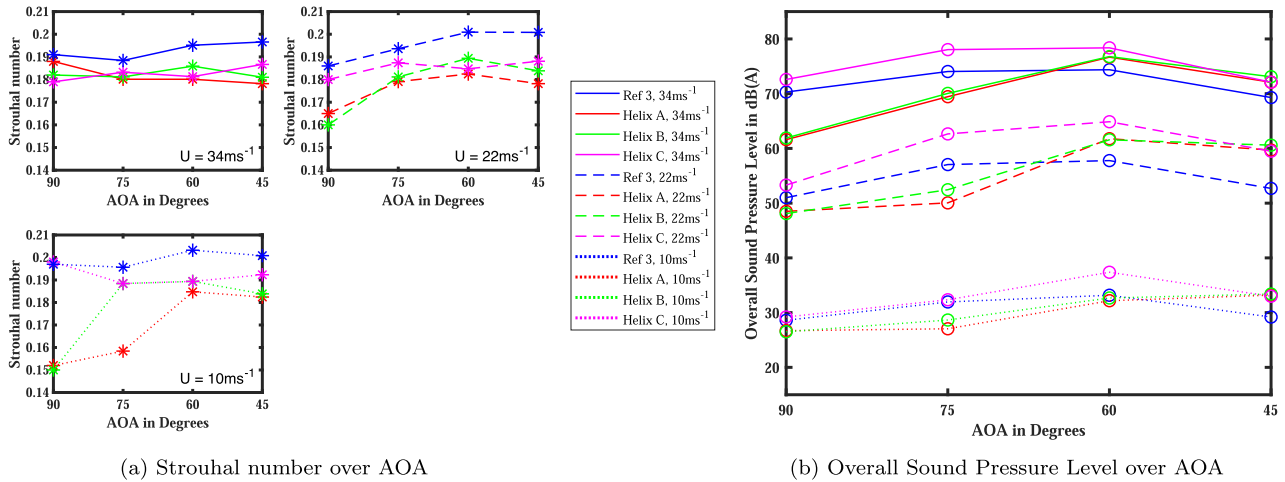 0.21
0.2
0.19
0.18
0.17
0.16
0.15
0.14
Strouhal number
U = 34ms-1
90 75 60 45
AOA in Degrees
0.21
0.2
0.19
0.18
0.17
0.16
0.15
0.14
Strouhal number
U = 22ms-1
90 75 60 45
AOA in Degrees
0.21
0.2
0.19
0.18
0.17
0.16
0.15
0.14
Strouhal number
U = 10ms-1
90 75 60 45
AOA in Degrees
Ref 3, 34ms-1
Helix A, 34ms-1
Helix B, 34ms-1
Helix C, 34ms-1
Ref 3, 22ms-1
Helix A, 22ms-1
Helix B, 22ms-1
Helix C, 22ms-1
Ref 3, 10ms-1
Helix A, 10ms-1
Helix B, 10ms-1
Helix C, 10ms-1
80
70
60
50
40
30
20
Overall Sound Pressure Level in dB(A)
90 75 60 45
AOA in Degrees
(a) Strouhal number over AOA
(b) Overall Sound Pressure Level over AOA